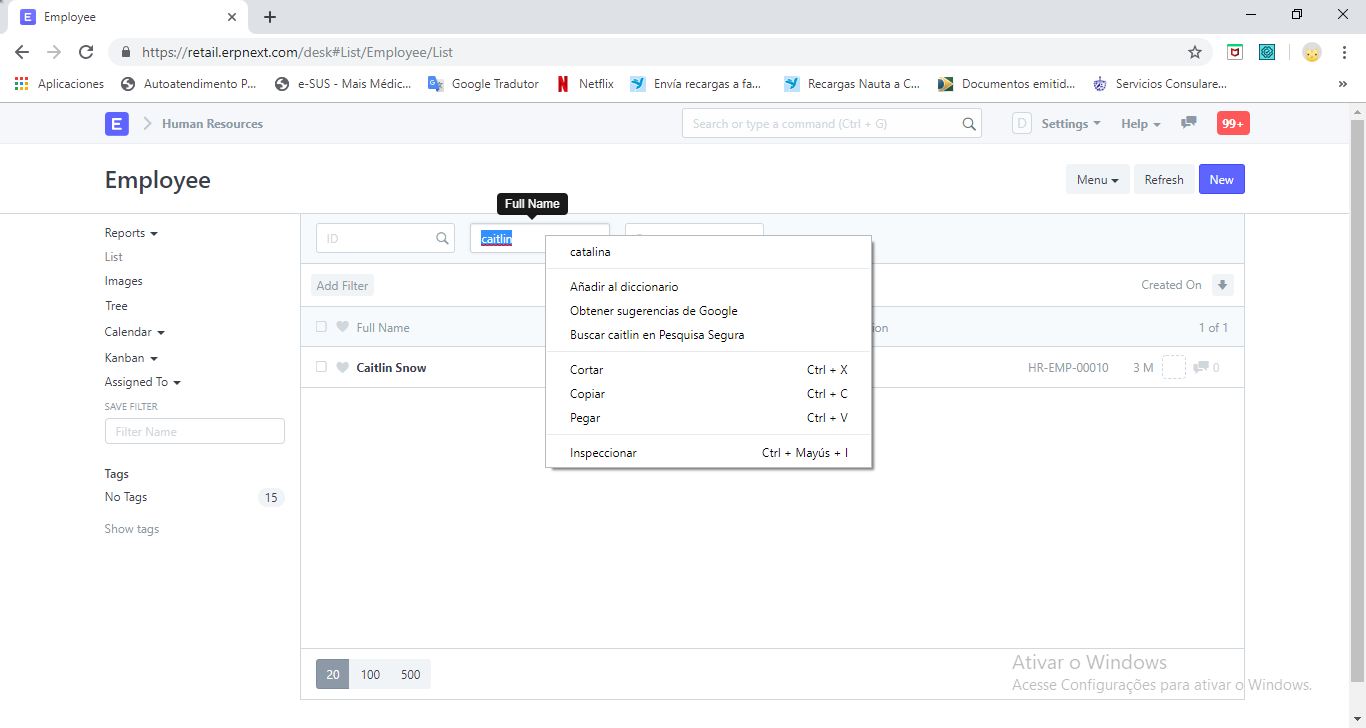 Employee
https://retail.erpnext.com/desk#List/Employee/List
Aplicaciones
Autoatendimento P...
e-SUS - Mais Médic...
Google Tradutor
Netflix
Envía recargas a fa...
Recargas Nauta a C...
Documentos emitid...
Servicios Consulare...
»
E
Human Resources
Search or type a command (Ctrl + G)
D
Settings
Help
99+
Employee
Menu
Refresh
New
Full Name
Reports
List
Images
Tree
Calendar
Kanban
Assigned To
SAVE FILTER
Filter Name
Tags
No Tags 15
Show tags
ID
caitlin
Add Filter
Created On
Full Name
1 of 1
Caitlin Snow
HR-EMP-00010
3 M
0
catalina
Añadir al diccionario
Obtener sugerencias de Google
Buscar caitlin en Pesquisa Segura
Cortar Ctrl + X
Copiar Ctrl + C
Pegar Ctrl + V
Inspeccionar Ctrl + Mayús + I
20 100 500
Ativar o Windows
Acesse Configurações para ativar o Windows.